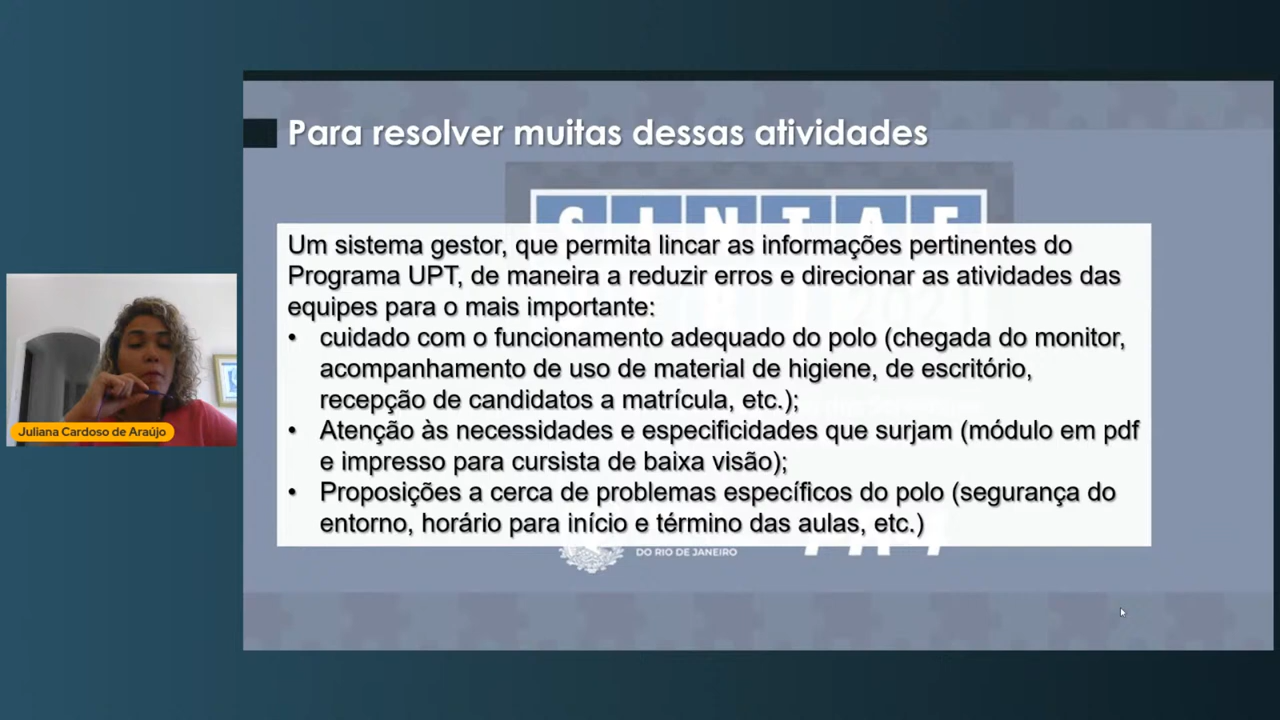 Para resolver muitas dessas atividades
SINTAE
2021
Um sistema gestor, que permita lincar as informações pertinentes do
Programa UPT, de maneira a reduzir erros e direcionar as atividades das
equipes para o mais importante:
• cuidado com o funcionamento adequado do polo (chegada do monitor,
acompanhamento de uso de material de higiene, de escritório,
recepção de candidatos a matrícula, etc.);
• Atenção às necessidades e especificidades que surjam (módulo em pdf
e impresso para cursista de baixa visão);
• Proposições a cerca de problemas específicos do polo (segurança do
entorno, horário para início e término das aulas, etc.)
DO RIO DE JANEIRO
Juliana Cardoso de Araújo